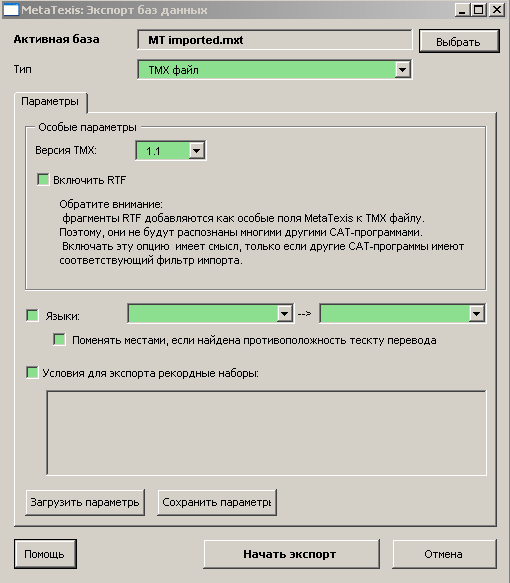 MetaTexis: Экспорт баз данных
Активная база MT imported.mxt Выбрать
Тип TMX файл
Параметры
Особые параметры
Версия TMX: 1.1
Включить RTF
Обратите внимание:
фрагменты RTF добавляются как особые поля MetaTexis к TMX файлу.
Поэтому, они не будут распознаны многими другими CAT-программами.
Включать эту опцию имеет смысл, только если другие CAT-программы имеют
соответствующий фильтр импорта.
Языки: -->
Поменять местами, если найдена противоположность тексту перевода
Условия для экспорта рекордные наборы:
Загрузить параметрь Сохранить параметрь
Помощь Начать экспорт Отмена